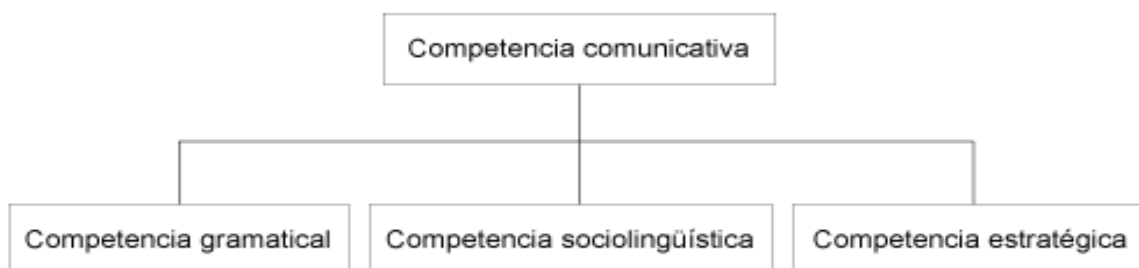 Competencia comunicativa
Competencia gramatical
Competencia sociolingüística
Competencia estratégica